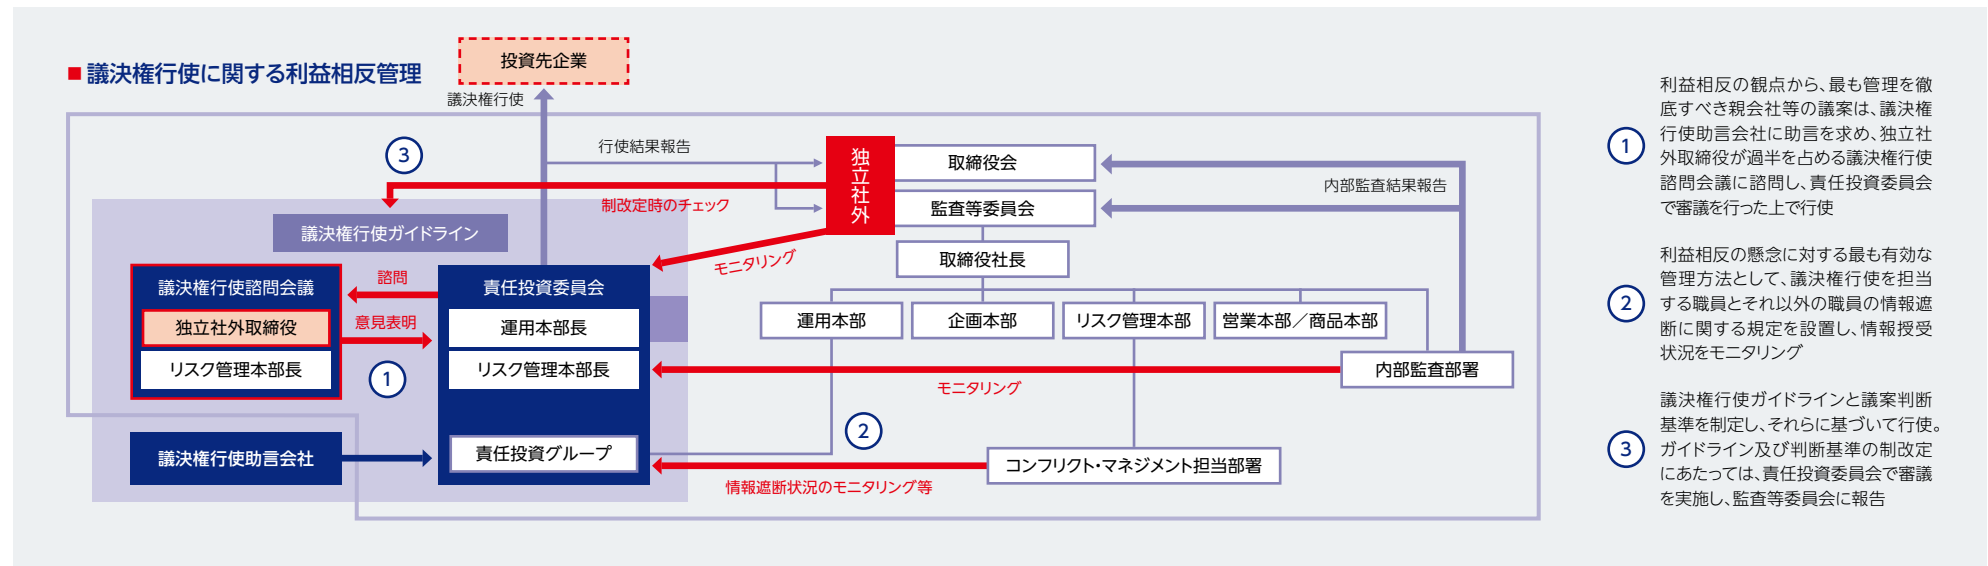 ■ 議決権行使に関する利益相反管理
投資先企業
議決権行使
行使結果報告
③
独立社外
取締役会
監査等委員会
内部監査結果報告
制改定時のチェック
議決権行使ガイドライン
モニタリング
取締役社長
議決権行使諮問会議
独立社外取締役
リスク管理本部長
諮問
意見表明
①
責任投資委員会
運用本部長
リスク管理本部長
責任投資グループ
運用本部
企画本部
リスク管理本部
営業本部／商品本部
内部監査部署
モニタリング
②
議決権行使助言会社
コンフリクト・マネジメント担当部署
情報遮断状況のモニタリング等
①
利益相反の観点から、最も管理を徹
底すべき親会社等の議案は、議決権
行使助言会社に助言を求め、独立社
外取締役が過半を占める議決権行使
諮問会議に諮問し、責任投資委員会
で審議を行った上で行使
②
利益相反の懸念に対する最も有効な
管理方法として、議決権行使を担当
する職員とそれ以外の職員の情報遮
断に関する規定を設置し、情報授受
状況をモニタリング
③
議決権行使ガイドラインと議案判断
基準を制定し、それらに基づいて行使。
ガイドライン及び判断基準の制改定
にあたっては、責任投資委員会で審議
を実施し、監査等委員会に報告